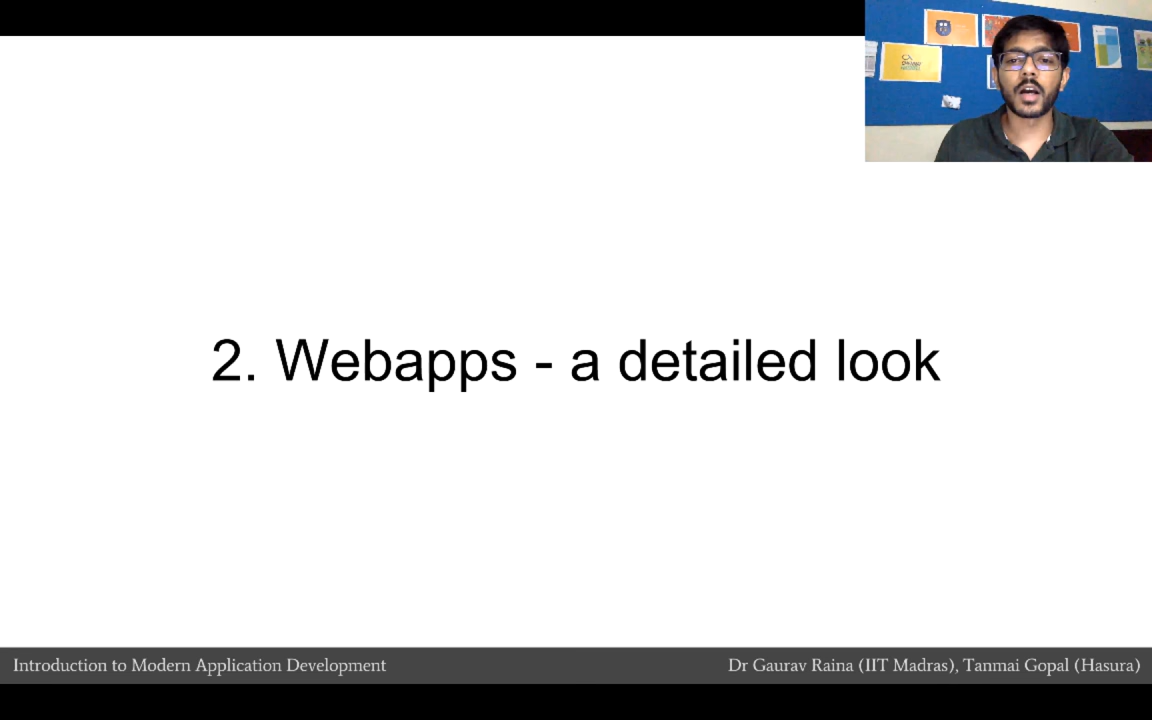 2. Webapps - a detailed look
Introduction to Modern Application Development
Dr Gaurav Raina (IIT Madras), Tanmai Gopal (Hasura)